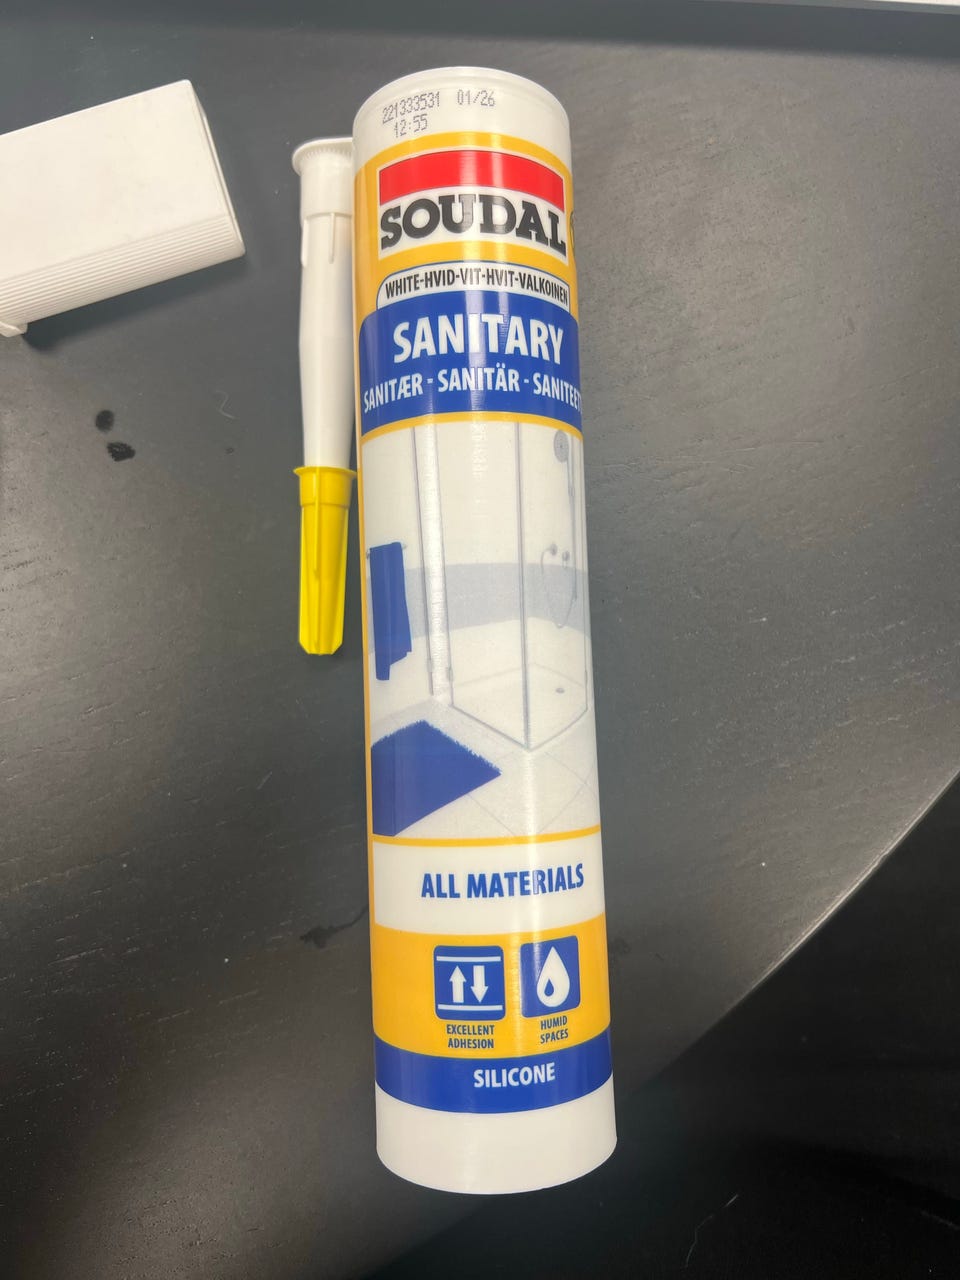 221333531 01/26
12:55
SOUDAL
WHITE-HVID-VIT-HVIT-VALKOINEN
SANITARY
SANITÆR - SANITÄR -
ALL MATERIALS
EXCELLENT
ADHESION
HUMID
SPACES
SILICONE